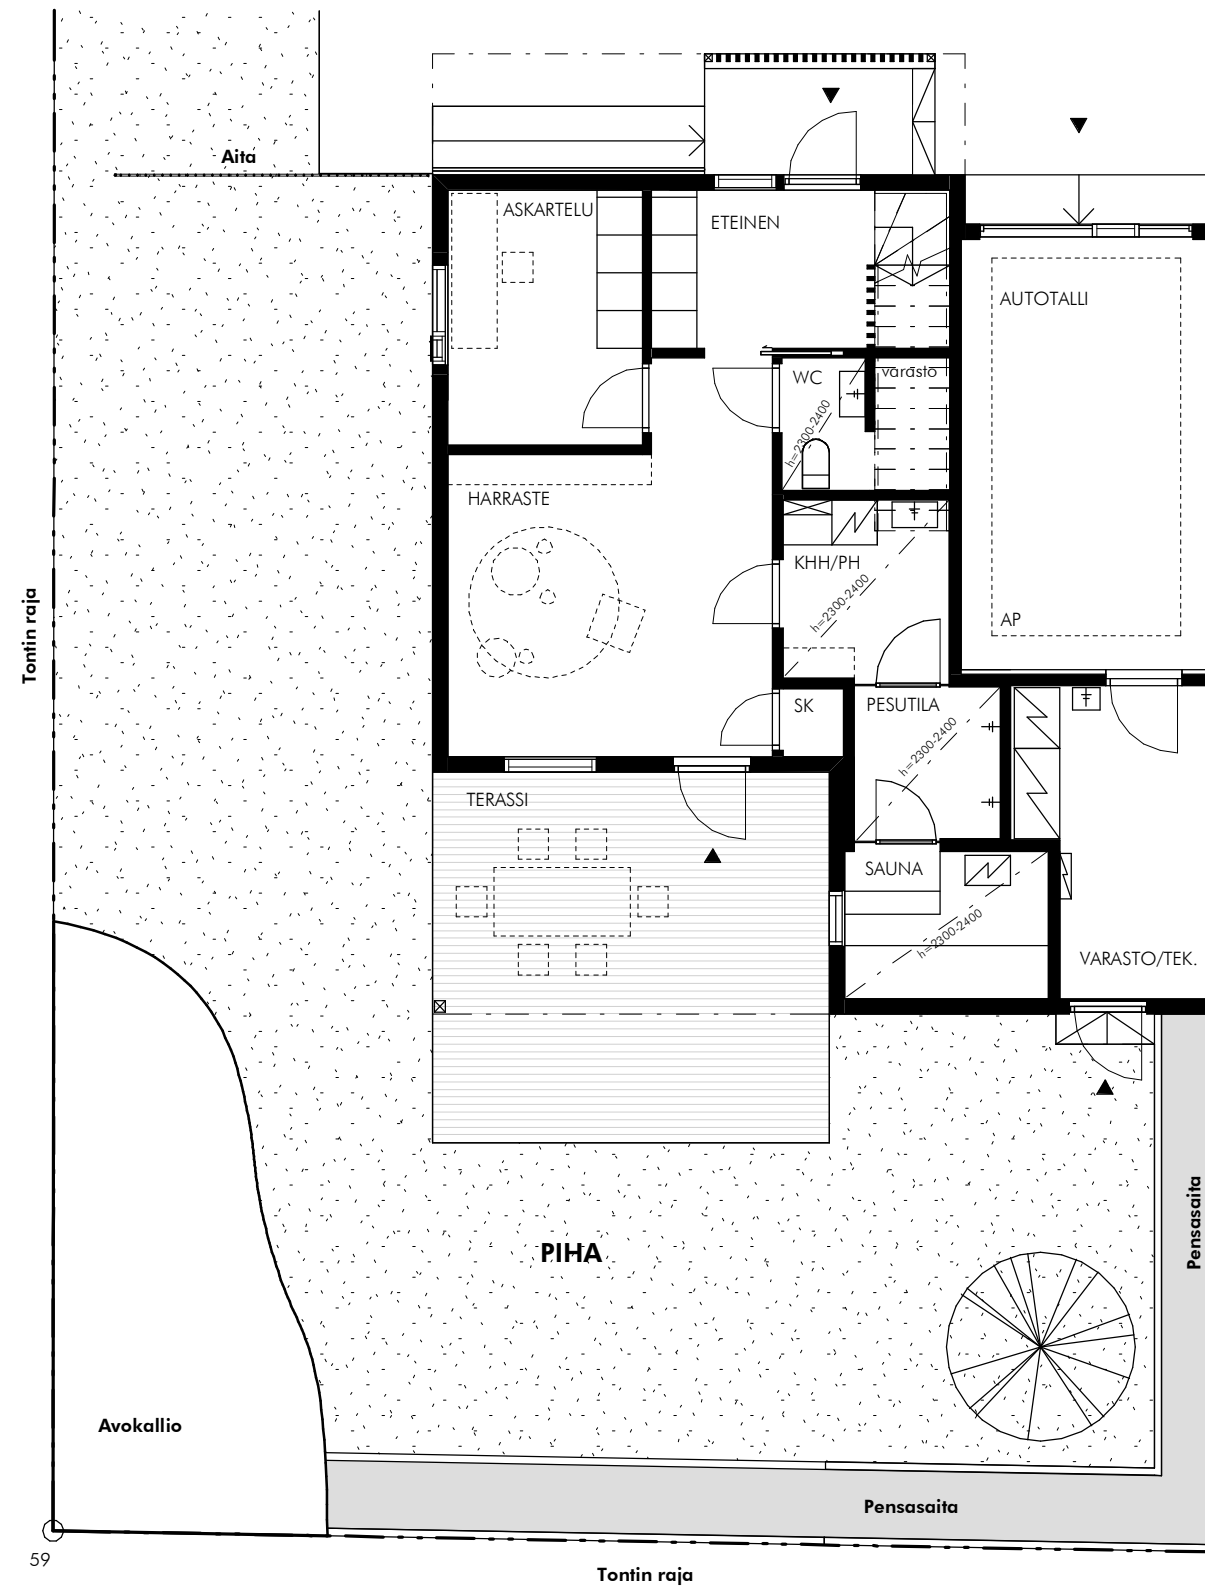 Aita
ASKARTELU
ETEINEN
AUTOTALLI
WC
varasto
h=2300-2400
HARRASTE
KHH/PH
h=2300-2400
AP
Tontin raja
SK
PESUTILA
h=2300-2400
TERASSI
SAUNA
h=2300-2400
VARASTO/TEK.
Pensasaita
PIHA
Avokallio
Pensasaita
59
Tontin raja